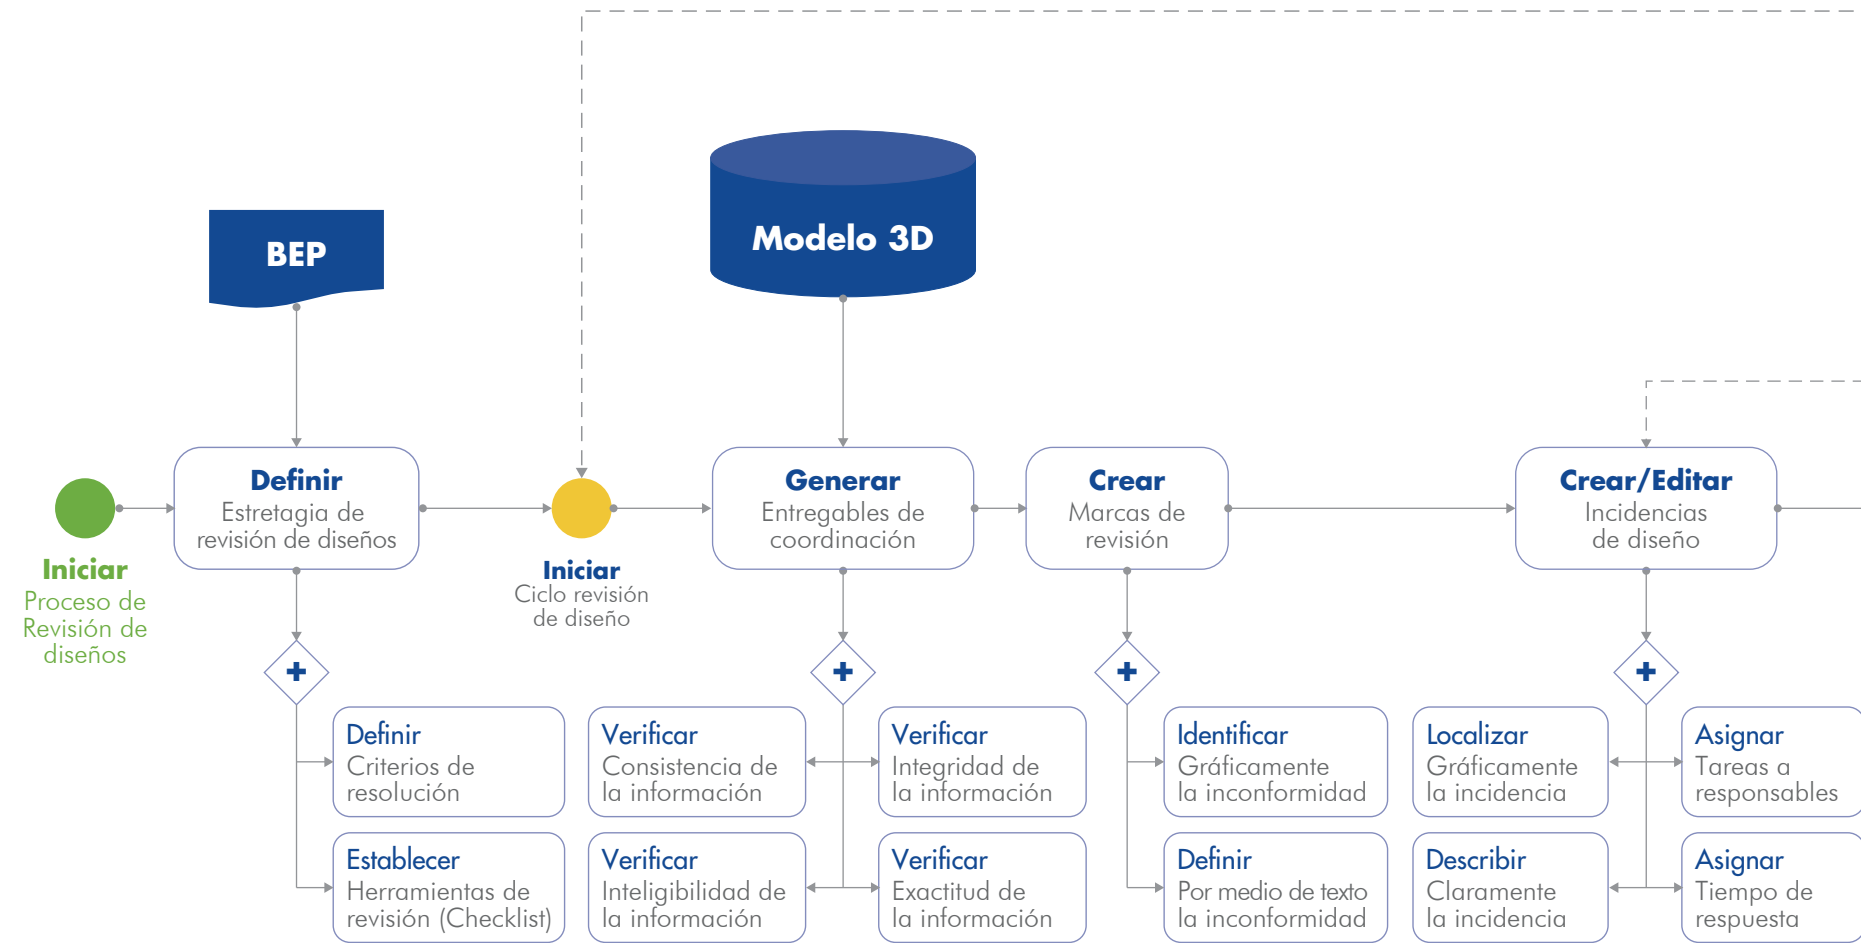 BEP
Modelo 3D
Iniciar
Proceso de
Revisión de
diseños
Definir
Estretagia de
revisión de diseños
Iniciar
Ciclo revisión
de diseño
Generar
Entregables de
coordinación
Crear
Marcas de
revisión
Crear/Editar
Incidencias
de diseño
Definir
Criterios de
resolución
Establecer
Herramientas de
revisión (Checklist)
Verificar
Consistencia de
la información
Verificar
Inteligibilidad de
la información
Verificar
Integridad de
la información
Verificar
Exactitud de
la información
Identificar
Gráficamente
la inconformidad
Definir
Por medio de texto
la inconformidad
Localizar
Gráficamente
la incidencia
Describir
Claramente
la incidencia
Asignar
Tareas a
responsables
Asignar
Tiempo de
respuesta